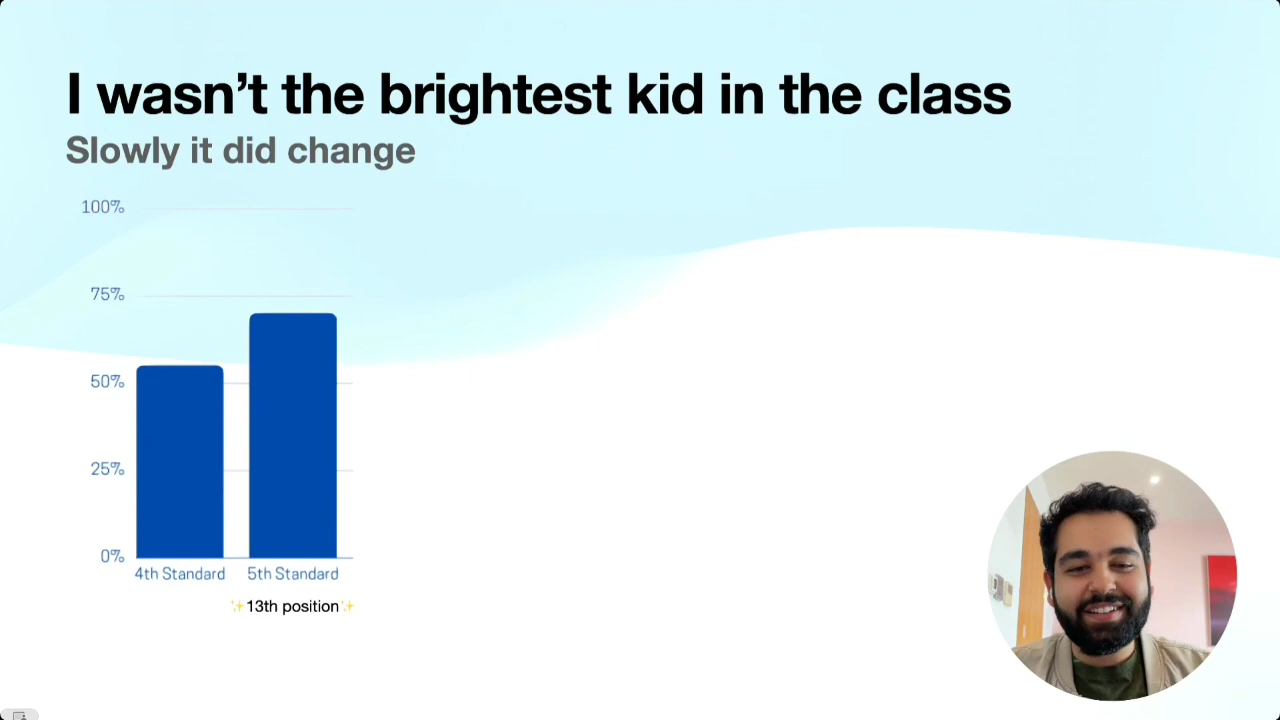 I wasn’t the brightest kid in the class
Slowly it did change
100%
75%
50%
25%
0%
4th Standard 5th Standard
✨13th position✨